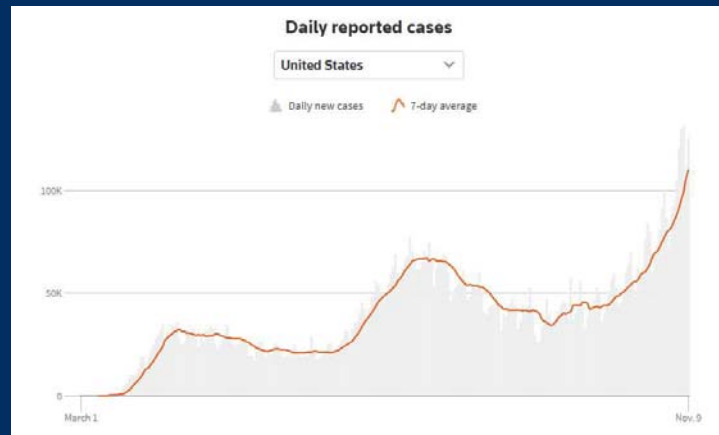 Daily reported cases
United States
Daily new cases 7-day average
100K
50K
0
March 1 Nov. 9